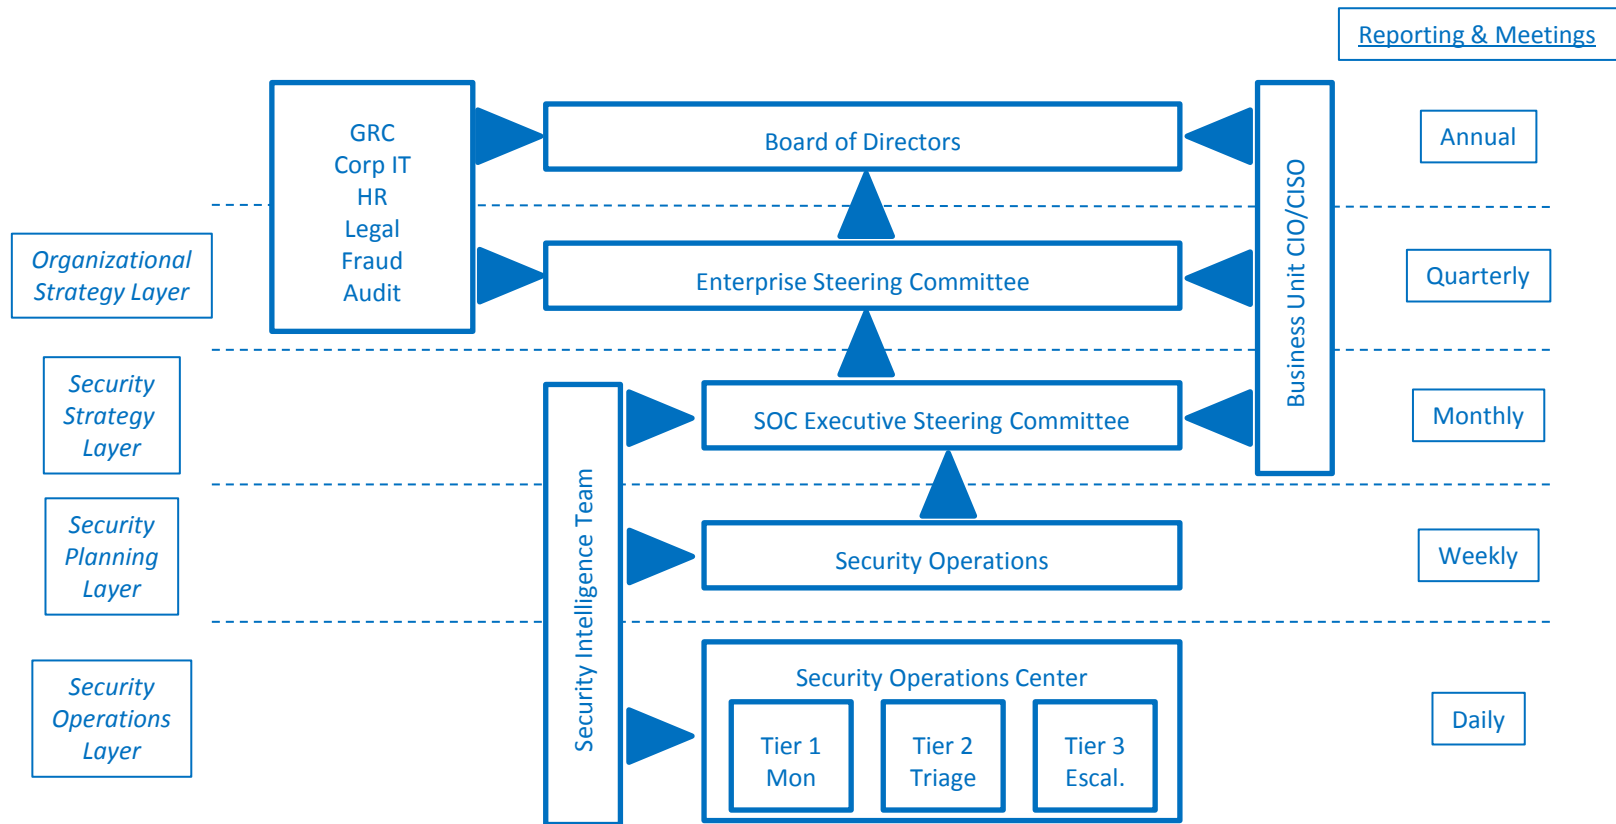 Reporting & Meetings
GRC
Corp IT
HR
Legal
Fraud
Audit
Board of Directors
Business Unit CIO/CISO
Annual
Organizational
Strategy Layer
Enterprise Steering Committee
Quarterly
Security
Strategy
Layer
Security Intelligence Team
SOC Executive Steering Committee
Monthly
Security
Planning
Layer
Security Operations
Weekly
Security
Operations
Layer
Security Operations Center
Tier 1
Mon
Tier 2
Triage
Tier 3
Escal.
Daily